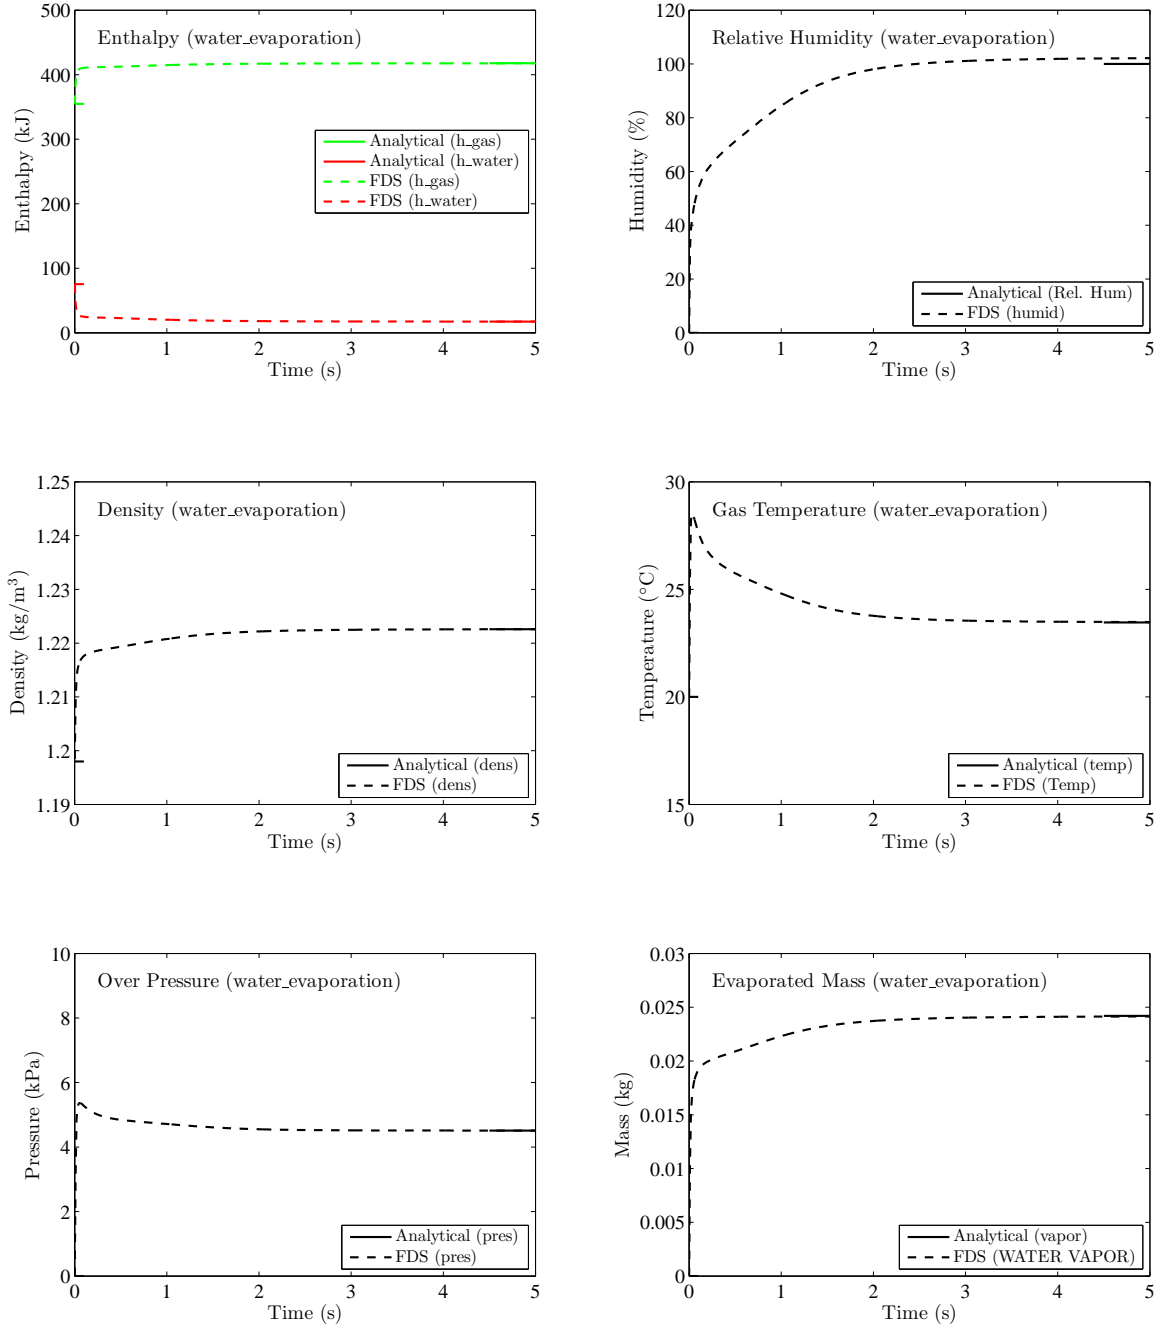 Enthalpy (water_evaporation)
500
400
300
200
100
0
Enthalpy (kJ)
Analytical (h_gas)
Analytical (h_water)
FDS (h_gas)
FDS (h_water)
0 1 2 3 4 5
Time (s)
Relative Humidity (water_evaporation)
120
100
80
60
40
20
0
Humidity (%)
Analytical (Rel. Hum)
FDS (humid)
0 1 2 3 4 5
Time (s)
Density (water_evaporation)
1.25
1.24
1.23
1.22
1.21
1.2
1.19
Density (kg/m³)
Analytical (dens)
FDS (dens)
0 1 2 3 4 5
Time (s)
Gas Temperature (water_evaporation)
30
25
20
15
Temperature (°C)
Analytical (temp)
FDS (Temp)
0 1 2 3 4 5
Time (s)
Over Pressure (water_evaporation)
10
8
6
4
2
0
Pressure (kPa)
Analytical (pres)
FDS (pres)
0 1 2 3 4 5
Time (s)
Evaporated Mass (water_evaporation)
0.03
0.025
0.02
0.015
0.01
0.005
0
Mass (kg)
Analytical (vapor)
FDS (WATER VAPOR)
0 1 2 3 4 5
Time (s)